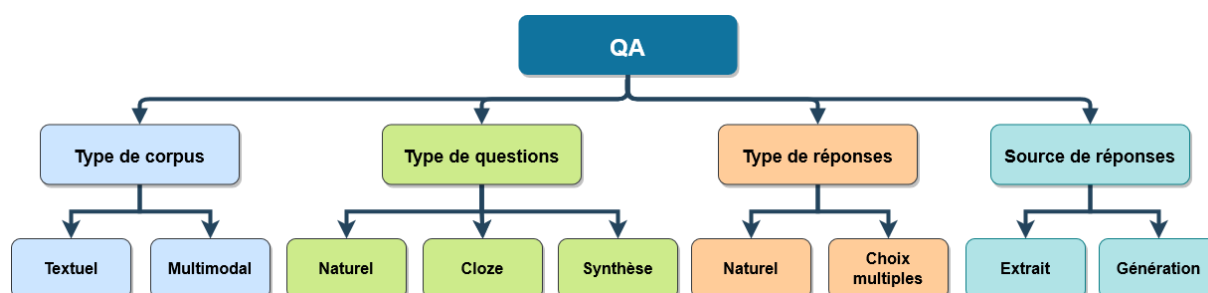 QA
Type de corpus
Type de questions
Type de réponses
Source de réponses
Textuel
Multimodal
Naturel
Cloze
Synthèse
Naturel
Choix
multiples
Extrait
Génération